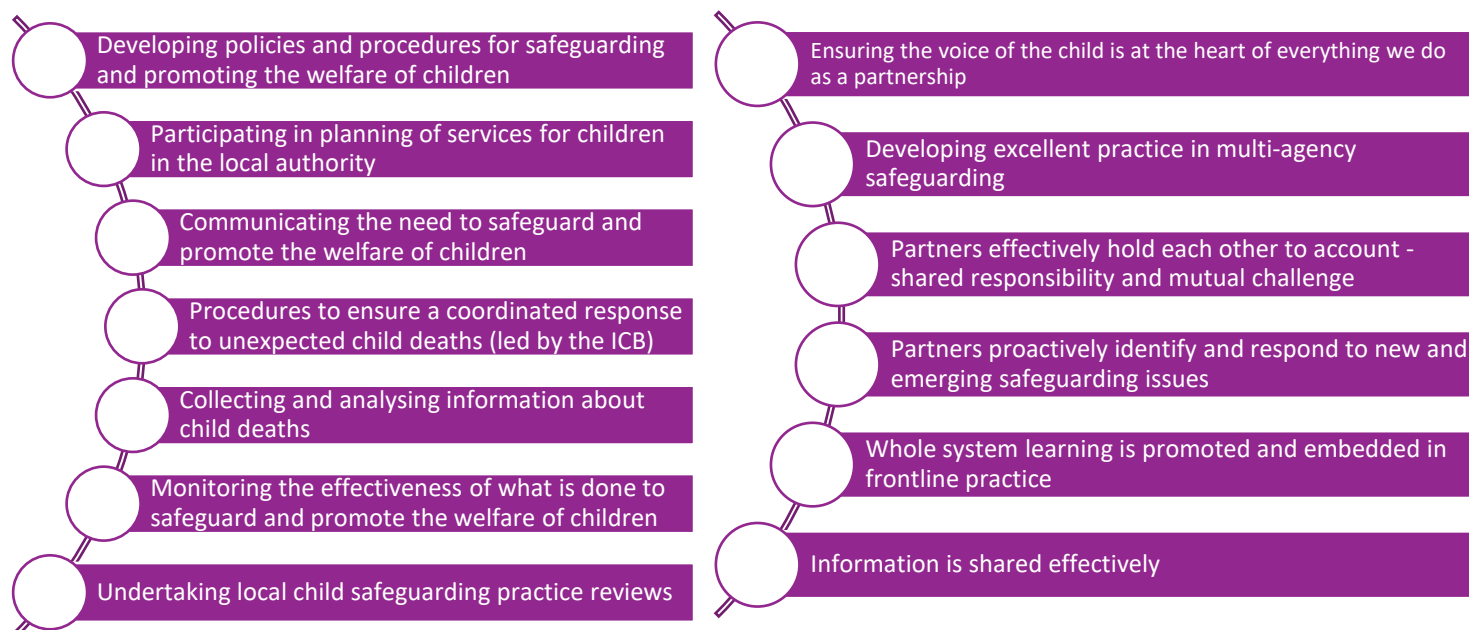 Developing policies and procedures for safeguarding
and promoting the welfare of children
Participating in planning of services for children
in the local authority
Communicating the need to safeguard and
promote the welfare of children
Procedures to ensure a coordinated response
to unexpected child deaths (led by the ICB)
Collecting and analysing information about
child deaths
Monitoring the effectiveness of what is done to
safeguard and promote the welfare of children
Undertaking local child safeguarding practice reviews
Ensuring the voice of the child is at the heart of everything we do
as a partnership
Developing excellent practice in multi-agency
safeguarding
Partners effectively hold each other to account -
shared responsibility and mutual challenge
Partners proactively identify and respond to new and
emerging safeguarding issues
Whole system learning is promoted and embedded in
frontline practice
Information is shared effectively